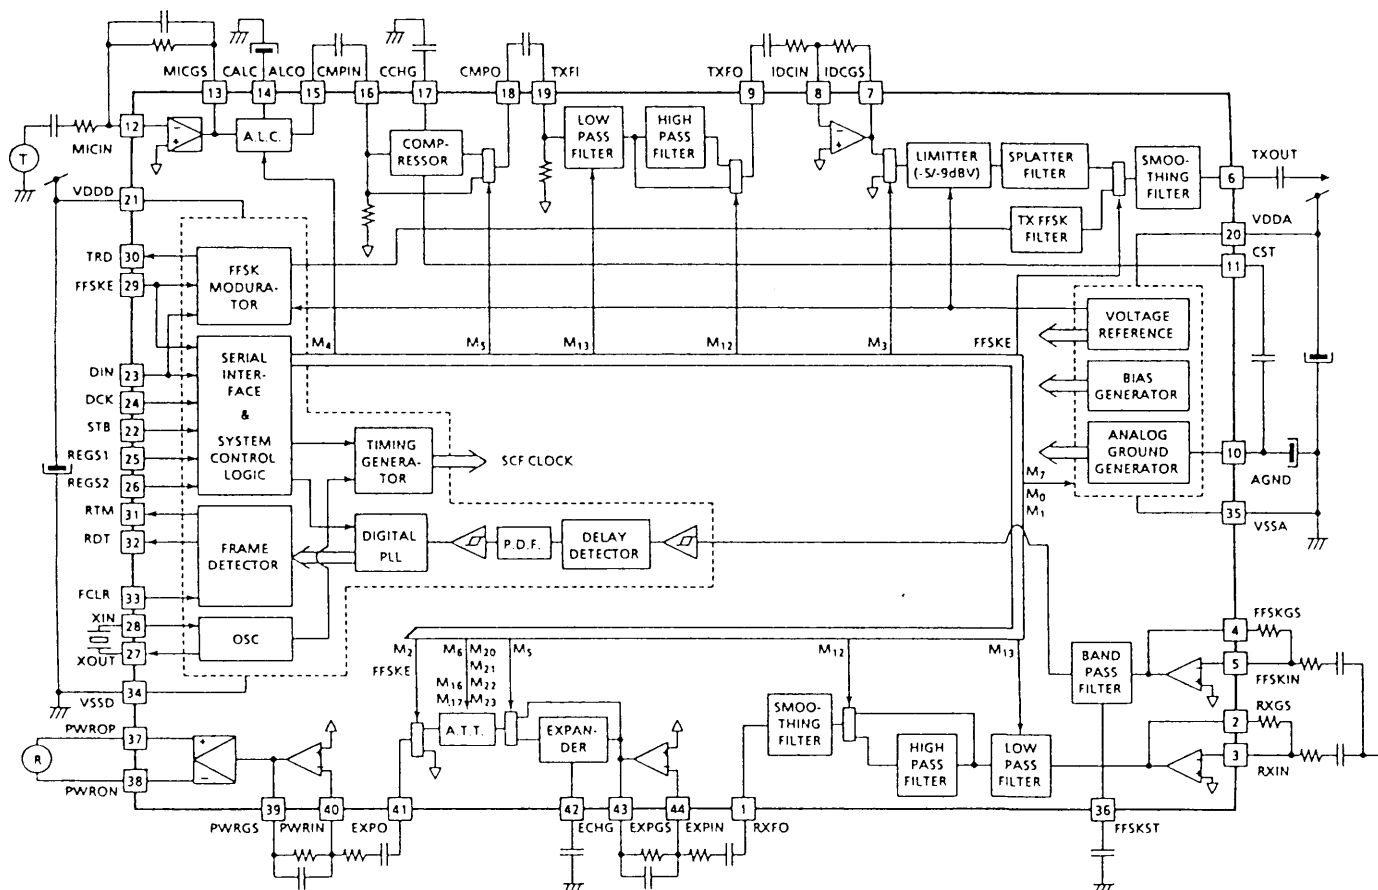 MICGS CALC ALCO CMPIN CCHG CMPO TXFI TXFO IDCIN IDCGS
13 14 15 16 17 18 19 9 8 7
12
MICIN
T
A.L.C.
COMP-
RESSOR
LOW
PASS
FILTER
HIGH
PASS
FILTER
LIMITTER
(-5/-9dBV)
SPLATTER
FILTER
SMOO-
THING
FILTER
6
TXOUT
TX FFSK
FILTER
VDDD
21
VDDA
20
CST
11
TRD
30
FFSKE
29
FFSK
MODURA-
TOR
M4 M5 M13 M12 M3 FFSKE
VOLTAGE
REFERENCE
BIAS
GENERATOR
ANALOG
GROUND
GENERATOR
10
AGND
DIN
23
DCK
24
STB
22
REGS1
25
REGS2
26
SERIAL
INTER-
FACE
&
SYSTEM
CONTROL
LOGIC
TIMING
GENERA-
TOR
SCF CLOCK
M7
M0
M1
35
VSSA
RTM
31
RDT
32
FCLR
33
FRAME
DETECTOR
DIGITAL
PLL
P.D.F.
DELAY
DETECTOR
XIN
28
XOUT
27
OSC
VSSD
34
M2
FFSKE
M6 M20
M21
M16 M22
M17 M23
M5
M12
M13
FFSKGS
4
5
FFSKIN
BAND
PASS
FILTER
RXGS
2
3
RXIN
PWROP
37
R
38
PWRON
A.T.T.
EXPAN-
DER
SMOO-
THING
FILTER
HIGH
PASS
FILTER
LOW
PASS
FILTER
39 40 41 42 43 44 1 36
PWRGS PWRIN EXPO ECHG EXPGS EXPIN RXFO FFSKST